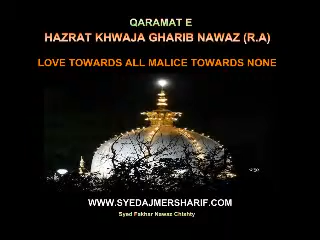 QARAMAT E
HAZRAT KHWAJA GHARIB NAWAZ (R.A)
LOVE TOWARDS ALL MALICE TOWARDS NONE
WWW.SYEDAJMERSHARIF.COM
Syed Fakhar Nawaz Chishty